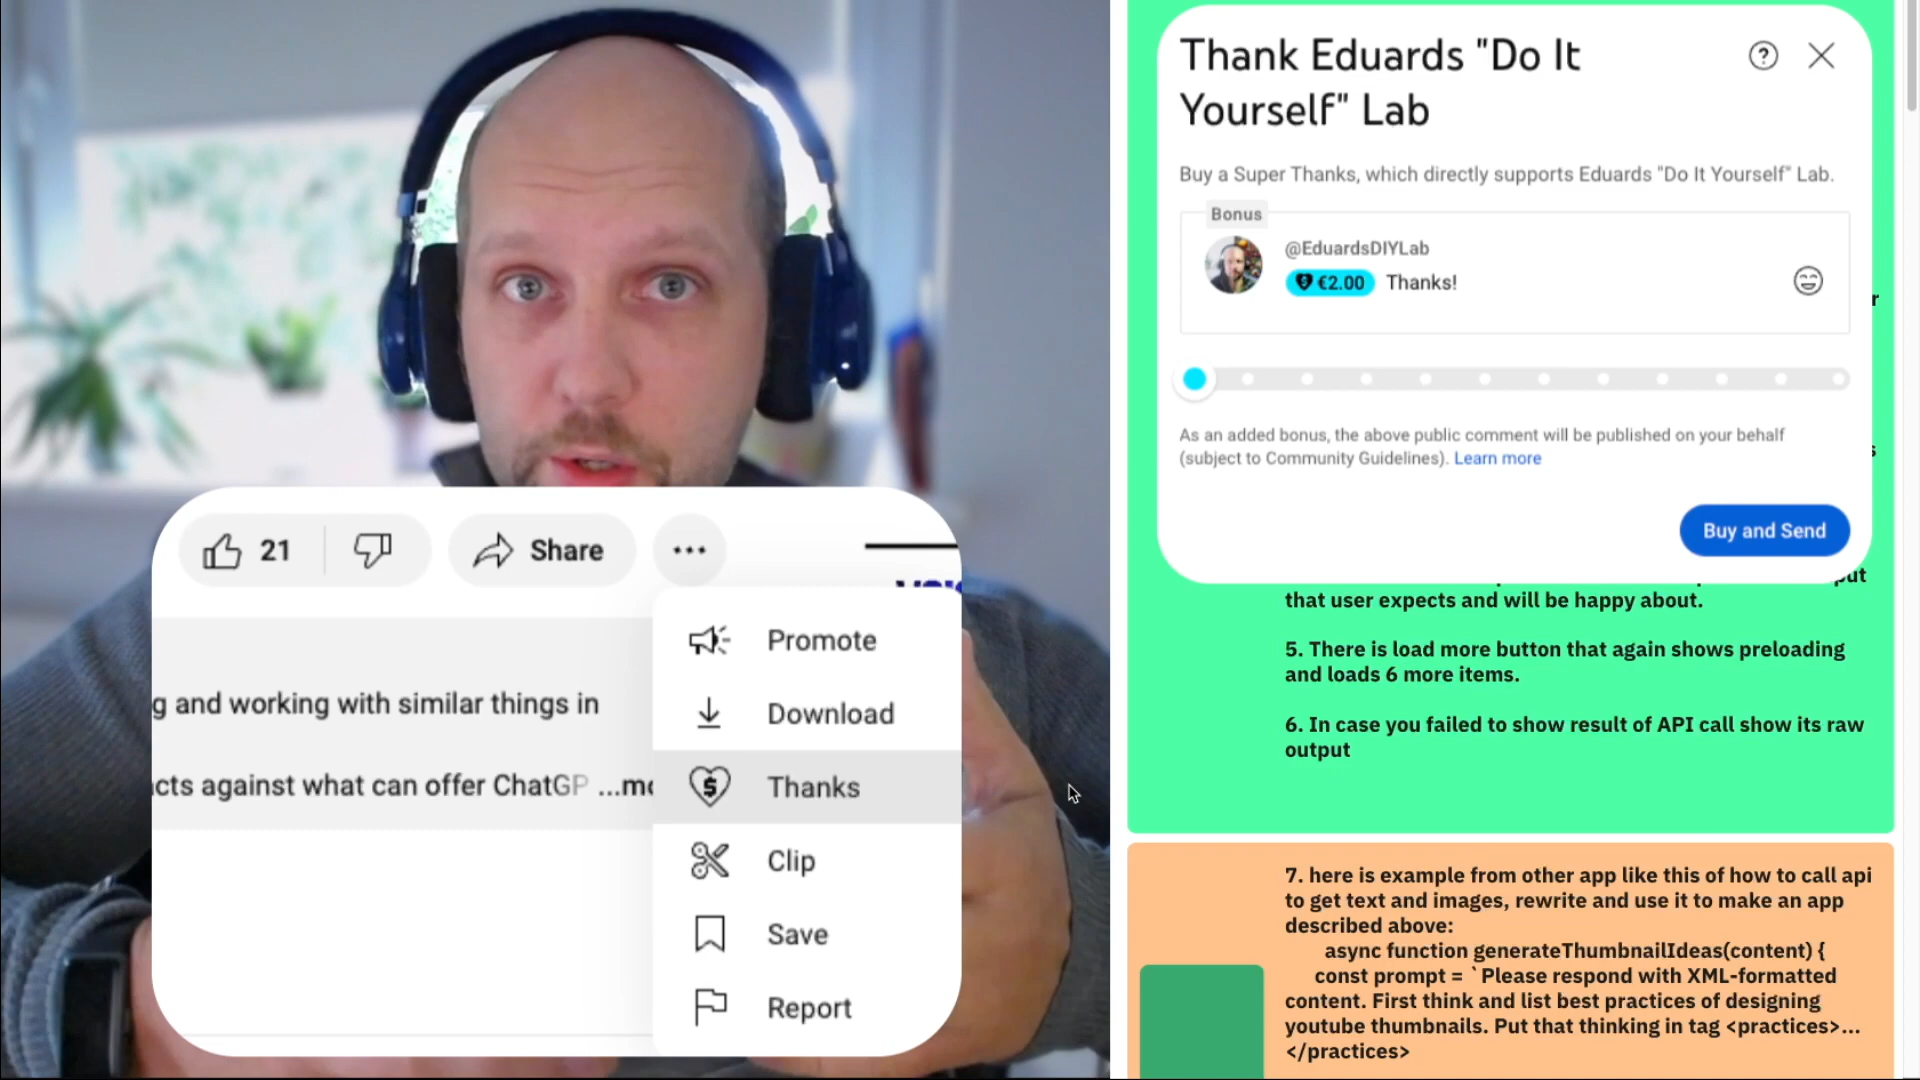 21
Share
Promote
Download
Thanks
Clip
Save
Report
g and working with similar things in
cts against what can offer ChatGP ...mo
Thank Eduards "Do It
Yourself" Lab
Buy a Super Thanks, which directly supports Eduards "Do It Yourself" Lab.
Bonus
@EduardsDIYLab
€2.00 Thanks!
As an added bonus, the above public comment will be published on your behalf
(subject to Community Guidelines). Learn more
Buy and Send
that user expects and will be happy about.
5. There is load more button that again shows preloading
and loads 6 more items.
6. In case you failed to show result of API call show its raw
output
7. here is example from other app like this of how to call api
to get text and images, rewrite and use it to make an app
described above:
async function generateThumbnailIdeas(content) {
const prompt = `Please respond with XML-formatted
content. First think and list best practices of designing
youtube thumbnails. Put that thinking in tag <practices>...
</practices>